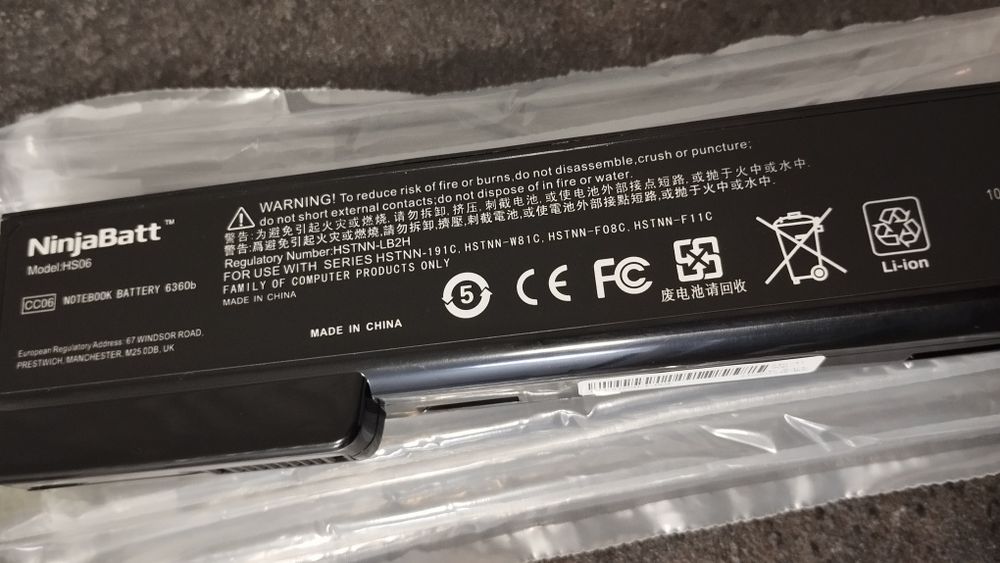 NinjaBatt™
Model:HS06
CC06 NOTEBOOK BATTERY 6360b
European Regulatory Address: 67 WINDSOR ROAD,
PRESTWICH, MANCHESTER, M25 0DB, UK
WARNING! To reduce risk of fire or burns,do not disassemble,crush or puncture;
do not short external contacts;do not dispose of in fire or water.
警告:为避免引起火灾或燃烧,请勿拆卸,挤压,刺截电池,或使电池外部接点短路,或抛于火中或水中.
警告:爲避免引起火災或燃燒,請勿拆卸,擠壓,刺截電池,或使電池外部接點短路,或拋于火中或水中.
Regulatory Number:HSTNN-LB2H
FOR USE WITH SERIES HSTNN-191C, HSTNN-W81C, HSTNN-F08C, HSTNN-F11C
FAMILY OF COMPUTER PRODUCTS ONLY
MADE IN CHINA
MADE IN CHINA
5
CE
FC
废电池请回收
Li-ion
10